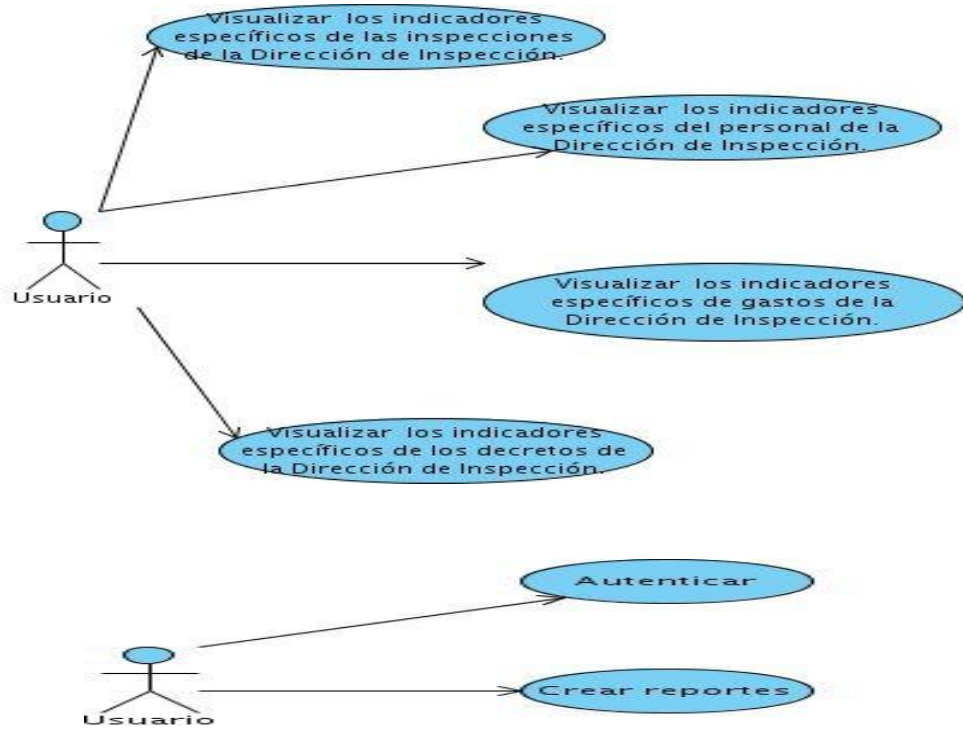 Visualizar los indicadores
específicos de las inspecciones
de la Dirección de Inspección.
Visualizar los indicadores
específicos del personal de la
Dirección de Inspección.
Usuario
Visualizar los indicadores
específicos de gastos de la
Dirección de Inspección.
Visualizar los indicadores
específicos de los decretos de
la Dirección de Inspección.
Autenticar
Crear reportes
Usuario